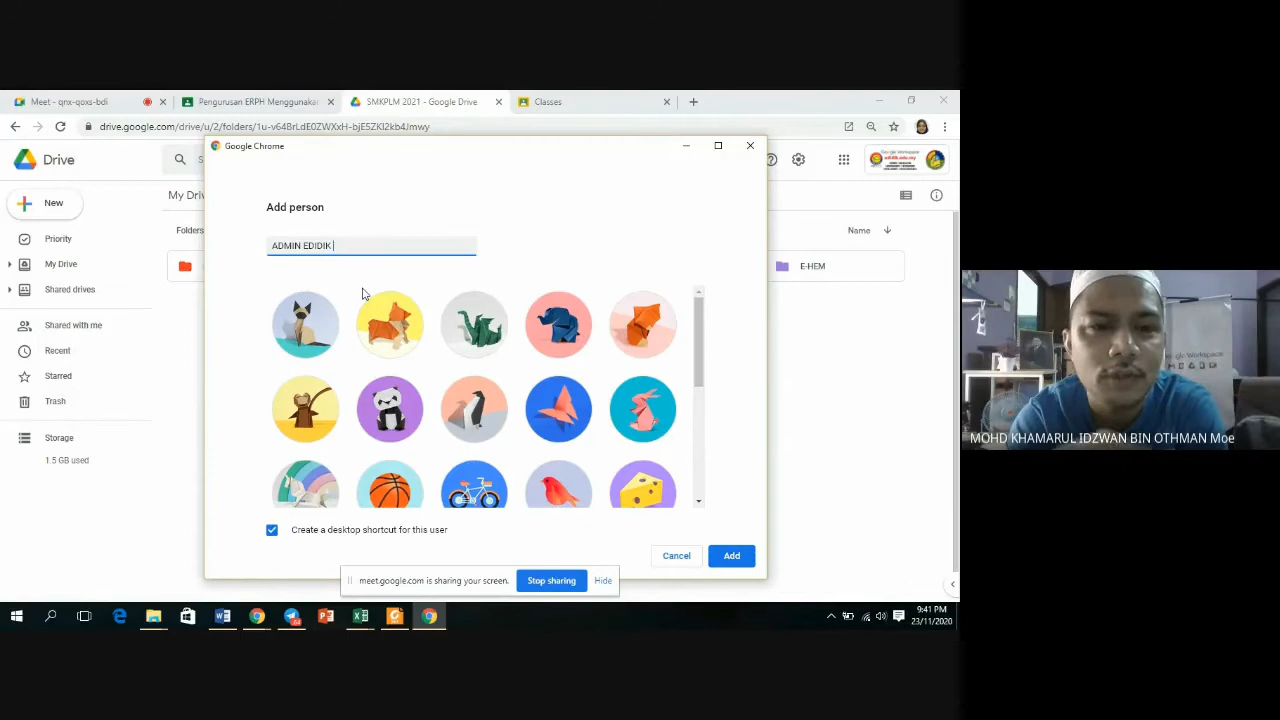 Meet - qnx-qoxs-bdi
Pengurusan ERPH Menggunakan
SMKPLM 2021 - Google Drive
Classes
drive.google.com/drive/u/2/folders/1u-v64BrLdE0ZWXxH-bjE5ZKI2kb4Jmwy
Drive
Google Chrome
New
My Driv
Name
Folders
E-HEM
Priority
My Drive
Shared drives
Shared with me
Recent
Starred
Trash
Storage
1.5 GB used
Add person
ADMIN EDIDIK
Create a desktop shortcut for this user
Cancel
Add
meet.google.com is sharing your screen.
Stop sharing
Hide
9:41 PM
23/11/2020
Google Workspace
MOHD KHAMARUL IDZWAN BIN OTHMAN Moe